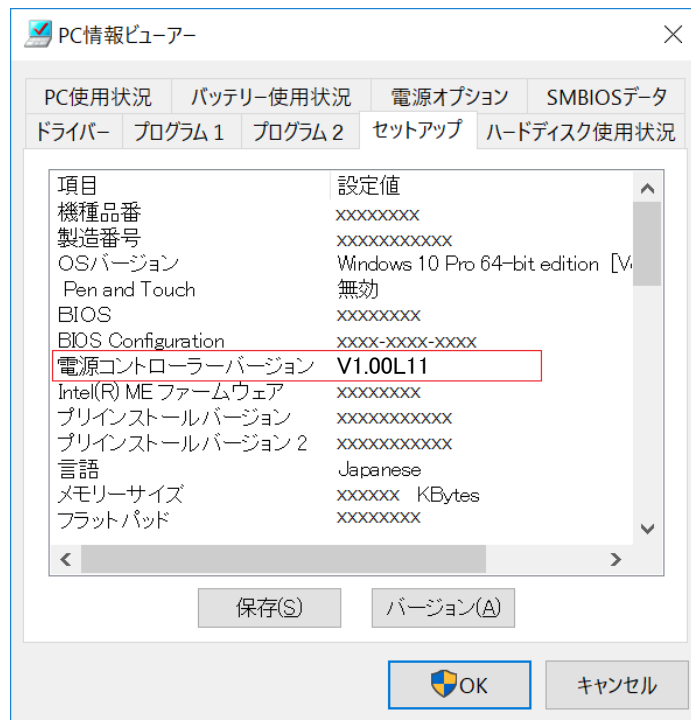 PC情報ビューアー
PC使用状況 バッテリー使用状況 電源オプション SMBIOSデータ
ドライバー プログラム 1 プログラム 2 セットアップ ハードディスク使用状況
項目 設定値
機種品番 xxxxxxxx
製造番号 xxxxxxxxxxx
OSバージョン Windows 10 Pro 64-bit edition [Ve
Pen and Touch 無効
BIOS xxxxxxxx
BIOS Configuration xxxx-xxxx-xxxx
電源コントローラーバージョン V1.00L11
Intel(R) ME ファームウェア xxxxxxxx
プリインストールバージョン xxxxxxxxxxx
プリインストールバージョン 2 xxxxxxxxxxx
言語 Japanese
メモリーサイズ xxxxxx KBytes
フラットパッド xxxxxxxx
保存(S) バージョン(A)
OK キャンセル